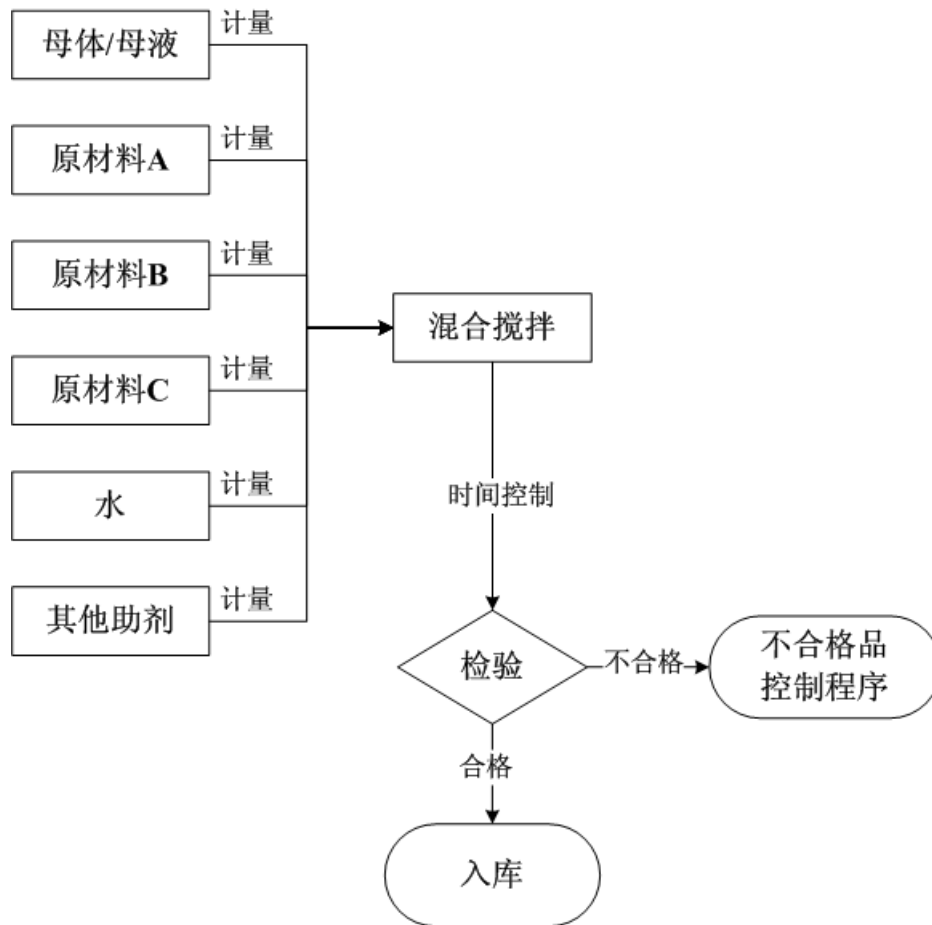 母体/母液
计量
原材料A
计量
原材料B
计量
原材料C
计量
水
计量
其他助剂
计量
混合搅拌
时间控制
检验
不合格
不合格品
控制程序
合格
入库